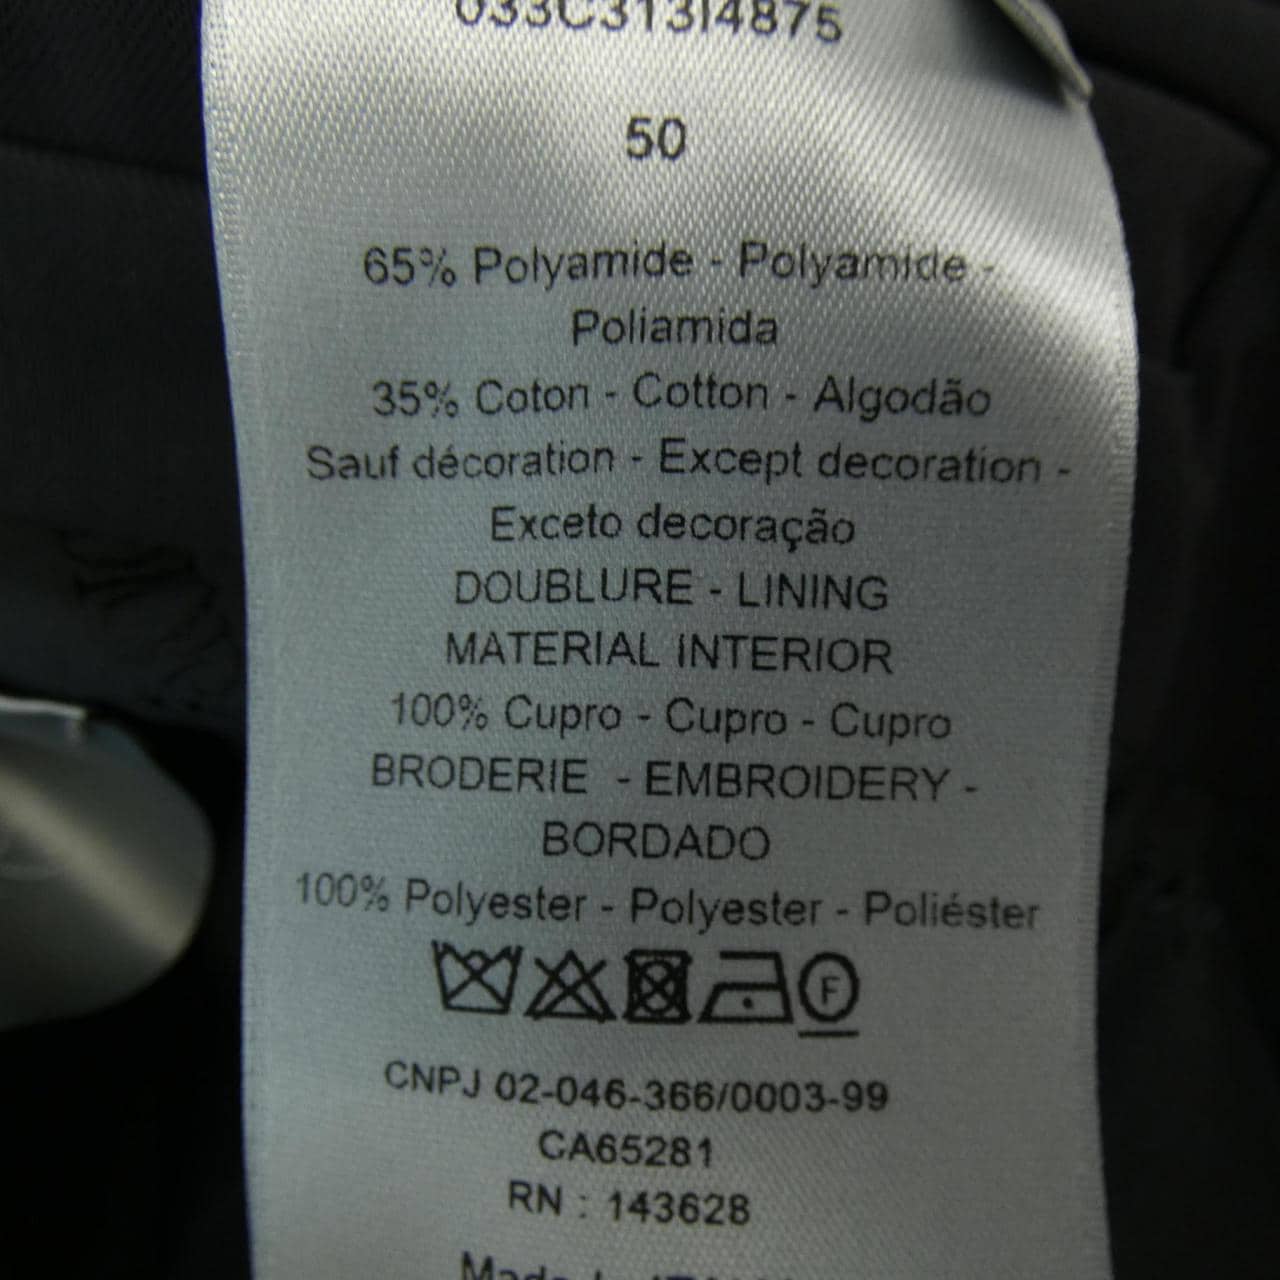 033C313I4875
50
65% Polyamide - Polyamide -
Poliamida
35% Coton - Cotton - Algodão
Sauf décoration - Except decoration -
Exceto decoração
DOUBLURE - LINING
MATERIAL INTERIOR
100% Cupro - Cupro - Cupro
BRODERIE - EMBROIDERY -
BORDADO
100% Polyester - Polyester - Poliéster
F
CNPJ 02-046-366/0003-99
CA65281
RN : 143628
Made